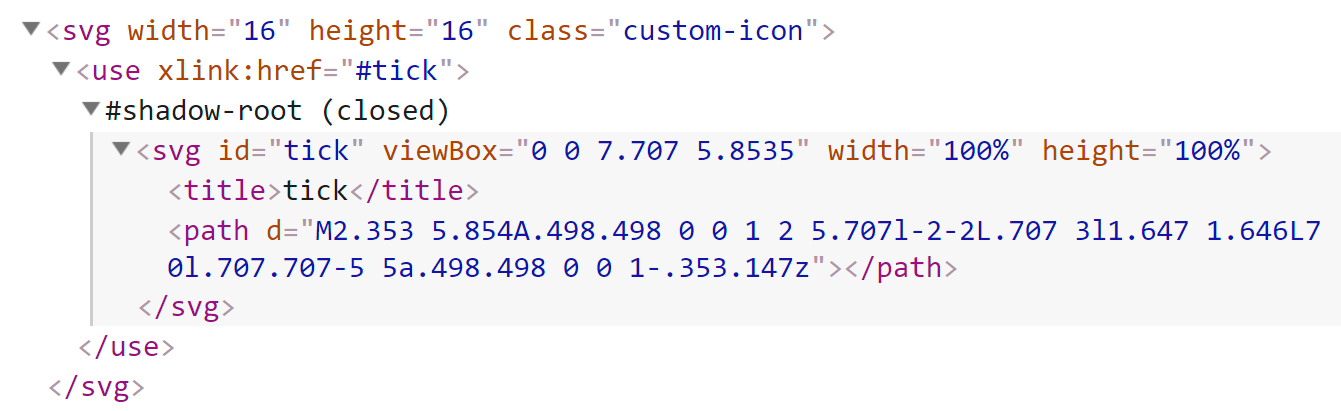 ▼<svg width="16" height="16" class="custom-icon">
▼<use xlink:href="#tick">
▼#shadow-root (closed)
▼<svg id="tick" viewBox="0 0 7.707 5.8535" width="100%" height="100%">
<title>tick</title>
<path d="M2.353 5.854A.498.498 0 0 1 2 5.707l-2-2L.707 3l1.647 1.646L7
0l.707.707-5 5a.498.498 0 0 1-.353.147z"></path>
</svg>
</use>
</svg>